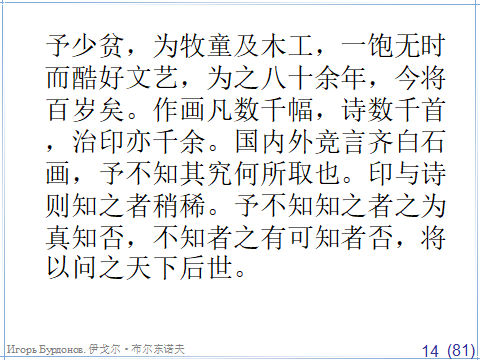 予少贫，为牧童及木工，一饱无时
而酷好文艺，为之八十余年，今将
百岁矣。作画凡数千幅，诗数千首
，治印亦千余。国内外竞言齐白石
画，予不知其究何所取也。印与诗
则知之者稍稀。予不知知之者之为
真知否，不知者之有可知者否，将
以问之天下后世。
Игорь Бурдонов. 伊戈尔·布尔东诺夫
14 (81)